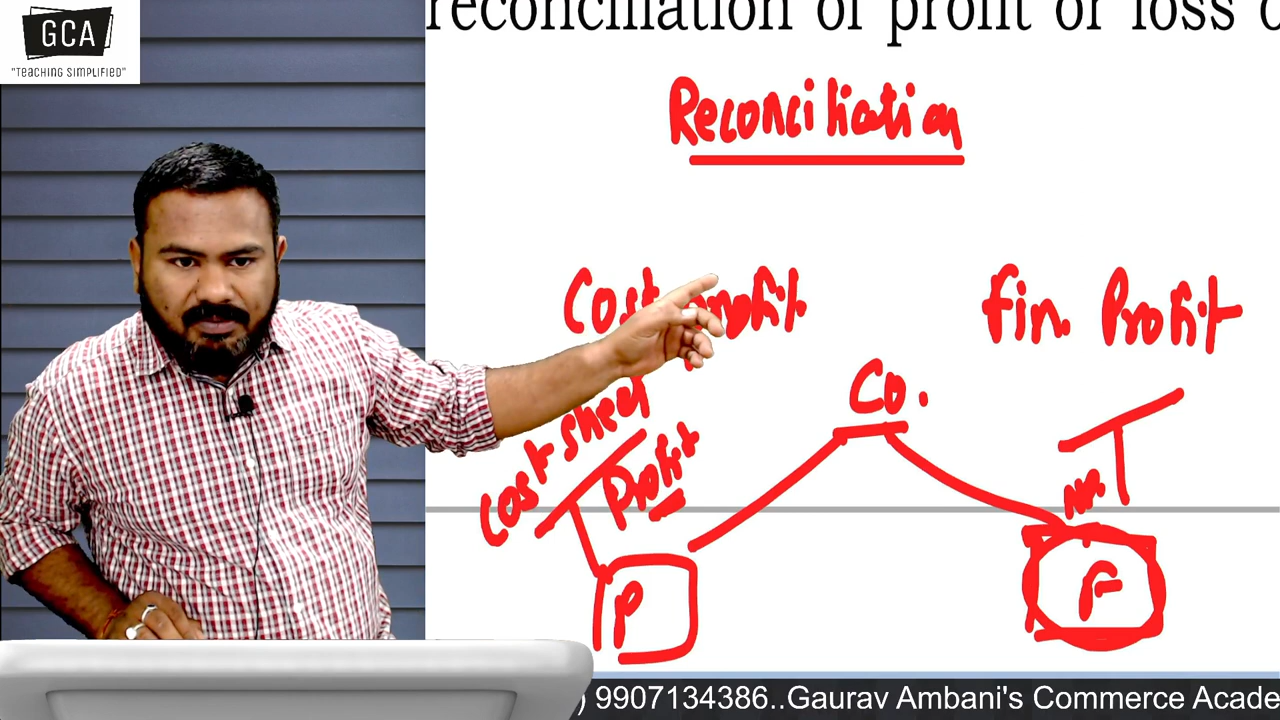 GCA
"TEACHING SIMPLIFIED"
reconciliation of profit or loss o
Reconciliation
Cost profit
fin. Profit
Co.
Cost sheet
Profit
P
F
) 9907134386..Gaurav Ambani's Commerce Acade